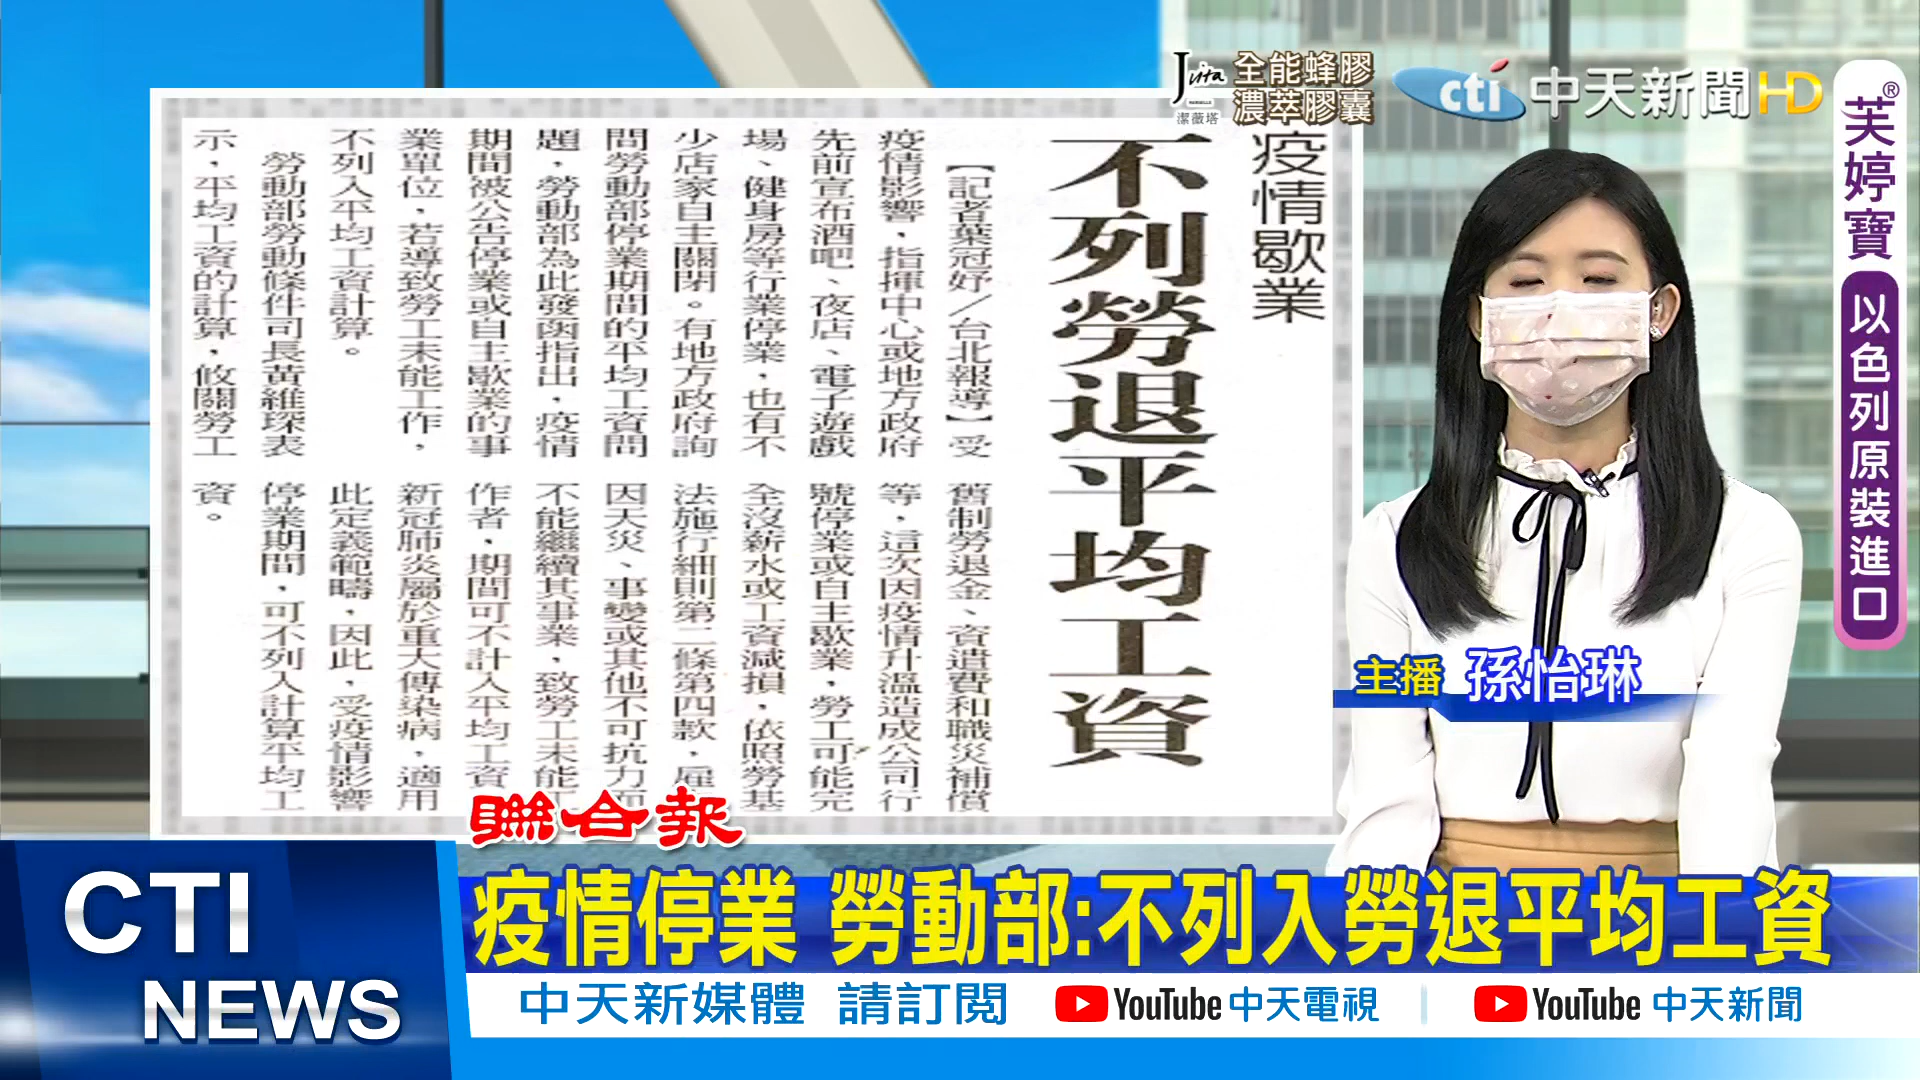 Jvita
MARSEILLE
潔薇塔
全能蜂膠
濃萃膠囊
cti 中天新聞HD
芙婷寶®
以色列原裝進口
疫情歇業
不列勞退平均工資
【記者葉冠妤／台北報導】受
疫情影響，指揮中心或地方政府
先前宣布酒吧、夜店、電子遊戲
場、健身房等行業停業，也有不
少店家自主關閉。有地方政府詢
問勞動部停業期間的平均工資問
題，勞動部為此發函指出，疫情
期間被公告停業或自主歇業的事
業單位，若導致勞工未能工作，
不列入平均工資計算。
勞動部勞動條件司長黃維琛表
示，平均工資的計算，攸關勞工
舊制勞退金、資遣費和職災補償
等，這次因疫情升溫造成公司行
號停業或自主歇業，勞工可能完
全沒薪水或工資減損，依照勞基
法施行細則第二條第四款，雇
因天災、事變或其他不可抗力而
不能繼續其事業，致勞工未能工
作者，期間可不計入平均工資
新冠肺炎屬於重大傳染病，適用
此定義範疇，因此，受疫情影響
停業期間，可不列入計算平均工
資。
主播 孫怡琳
聯合報
疫情停業 勞動部:不列入勞退平均工資
CTI
NEWS
中天新媒體 請訂閱 YouTube 中天電視 | YouTube 中天新聞